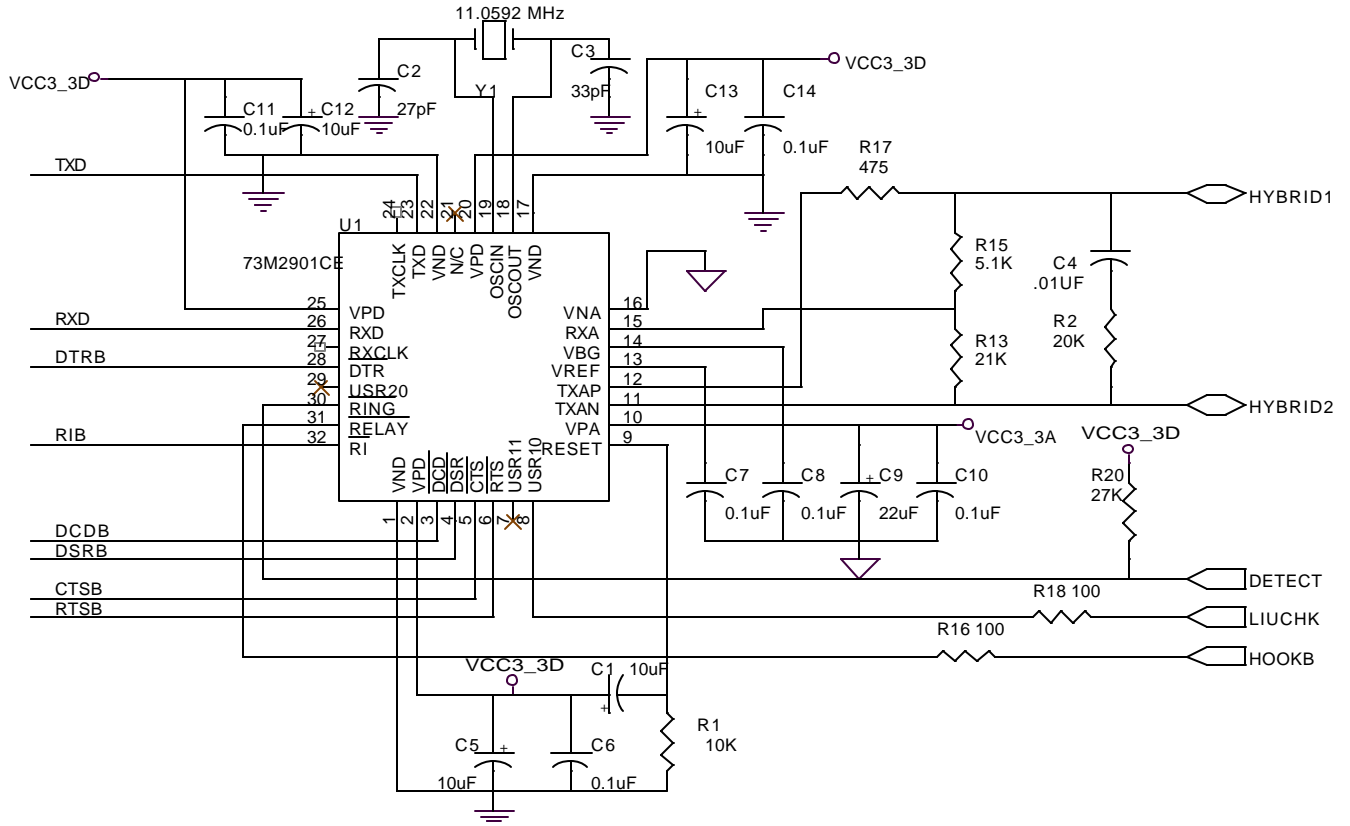 11.0592 MHz
C3
VCC3_3D
C2
VCC3_3D
Y1
33pF
C13
C14
C11
C12
27pF
0.1uF
10uF
10uF
0.1uF
R17
475
TXD
HYBRID1
24
23
22
21
20
19
18
17
U1
73M2901CE
TXCLK
TXD
VND
N/C
VPD
OSCIN
OSCOUT
VND
R15
5.1K
C4
.01UF
25
VPD
VNA
16
RXD
26
RXD
RXA
15
27
RXCLK
VBG
14
DTRB
28
DTR
VREF
13
29
USR20
TXAP
12
30
RING
TXAN
11
31
RELAY
VPA
10
RIB
32
RI
RESET
9
R13
21K
R2
20K
HYBRID2
VCC3_3A
VCC3_3D
VND
VPD
DCD
DSR
CTS
RTS
USR11
USR10
1
2
3
4
5
6
7
8
C7
0.1uF
C8
0.1uF
C9
22uF
C10
0.1uF
R20
27K
DCDB
DSRB
DETECT
CTSB
RTSB
R18 100
LIUCHK
R16 100
HOOKB
VCC3_3D
C1
10uF
R1
10K
C5
10uF
C6
0.1uF